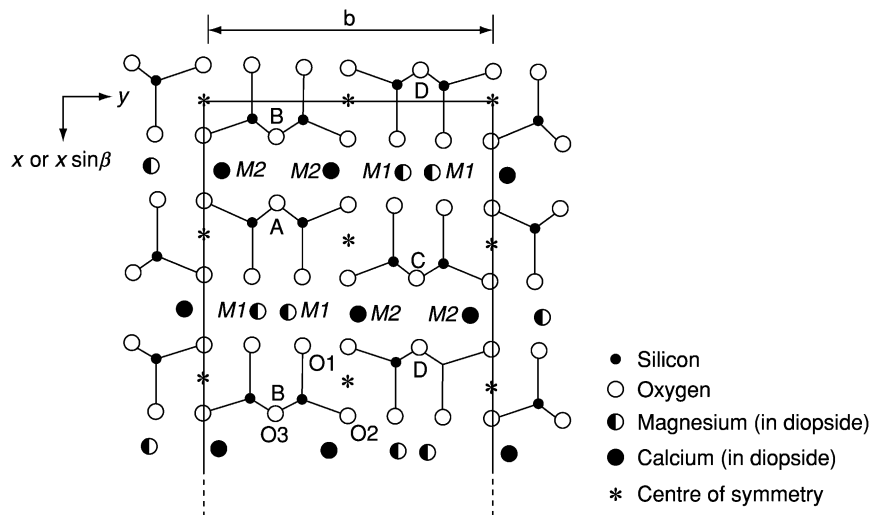 b
D
y
B
x or x sinβ
M2 M2 M1 M1
A
C
M1 M1 M2 M2
O1
D
B
O3 O2
Silicon
Oxygen
Magnesium (in diopside)
Calcium (in diopside)
* Centre of symmetry